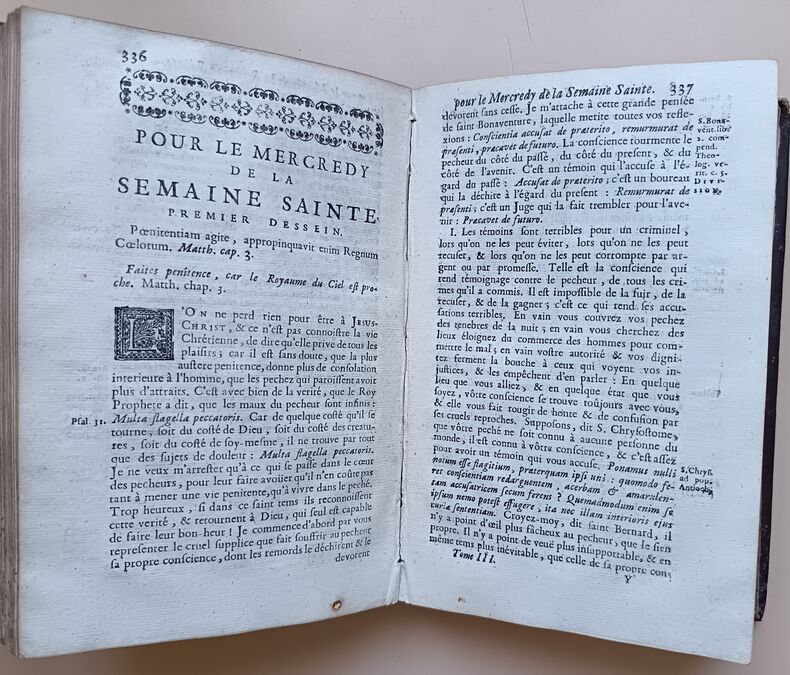 336
POUR LE MERCREDY
DE LA
SEMAINE SAINTE
PREMIER DESSEIN.
Pœnitentiam agite, appropinquavit enim Regnum
Cœlorum. Matth. cap. 3.
Faites penitence, car le Royaume du Ciel est pro-
che. Matth. chap. 3.
L'ON ne perd rien pour être à JESUS-
CHRIST, & ce n'est pas connoistre la vie
Chrétienne, de dire qu'elle prive de tous les
plaisirs; car il est sans doute, que la plus
austere penitence, donne plus de consolation
interieure à l'homme, que les pechez qui paroissent avoir
plus d'attraits. C'est avec bien de la verité, que le Roy
Prophete a dit, que les maux du pecheur sont infinis:
Psal. 31. Multa flagella peccatoris. Car de quelque costé qu'il se
tourne, soit du costé de Dieu, soit du costé des creatu-
res, soit du costé de soy-mesme, il ne trouve par tout
que des sujets de douleur: Multa flagella peccatoris.
Je ne veux m'arrester qu'à ce qui se passe dans le cœur
des pecheurs, pour leur faire avoüer qu'il n'en coûte pas
tant à mener une vie penitente, qu'à vivre dans le peché.
Trop heureux, si dans ce saint tems ils reconnoissent
cette verité, & retournent à Dieu, qui seul est capable
de faire leur bon-heur! Je commence d'abord par vous
representer le cruel supplice que fait souffrir au pecheur
sa propre conscience, dont les remords le déchirent & le
devorent
pour le Mercredy de la Semaine Sainte. 337
dévorent sans cesse. Je m'attache à cette grande pensée
de saint Bonaventure, laquelle merite toutes vos refle-
xions: Conscientia accusat de præterito, remurmurat de
præsenti, præcavet de futuro. La conscience tourmente le
pecheur du côté du passé, du côté du present, & du
côté de l'avenir. C'est un témoin qui l'accuse à l'é-
gard du passé: Accusat de præterito; c'est un boureau
qui la déchire à l'égard du present: Remurmurat de
præsenti; c'est un Juge qui la fait trembler pour l'ave-
nir: Præcavet de futuro.
S. Bona-
vent. lib.
2. com-
pend.
Theo-
log. ve-
rit. c. 5.
DIVI-
SION.
I. Les témoins sont terribles pour un criminel,
lors qu'on ne les peut éviter, lors qu'on ne les peut
recuser, & lors qu'on ne les peut corrompre par ar-
gent ou par promesse. Telle est la conscience qui
rend témoignage contre le pecheur, de tous les cri-
mes qu'il a commis. Il est impossible de la fuir, de la
recuser, & de la gagner; c'est ce qui rend ses accu-
sations terribles. En vain vous couvrez vos pechez
des tenebres de la nuit; en vain vous cherchez des
lieux éloignez du commerce des hommes pour com-
mettre le mal; en vain vostre autorité & vos digni-
tez ferment la bouche à ceux qui voyent vos in-
justices, & les empêchent d'en parler: En quelque
lieu que vous alliez, & en quelque état que vous
soyez, vôtre conscience se trouve toûjours avec vous,
& elle vous fait rougir de honte & de confusion par
ses cruels reproches. Supposons, dit S. Chrysostome,
que vôtre peché ne soit connu à aucune personne du
monde, il est connu à vôtre conscience, & c'est assez
pour avoir un témoin qui vous accuse. Ponamus nulli
notum esse flagitium, præterquam ipsi uni: quomodo fe-
ret conscientiam redarguentem, acerbam & amarulen-
tam accusatricem secum ferens? Quemadmodum enim se
ipsum nemo potest effugere, ita nec illam interioris ejus
curiæ sententiam. Croyez-moy, dit saint Bernard, il
n'y a point d'œil plus fâcheux au pecheur, que le sien
propre. Il n'y a point de veuë plus insupportable, & en
même tems plus inévitable, que celle de sa propre cons
S. Chrys.
ad pop.
Antioch.
Tome III.
Y